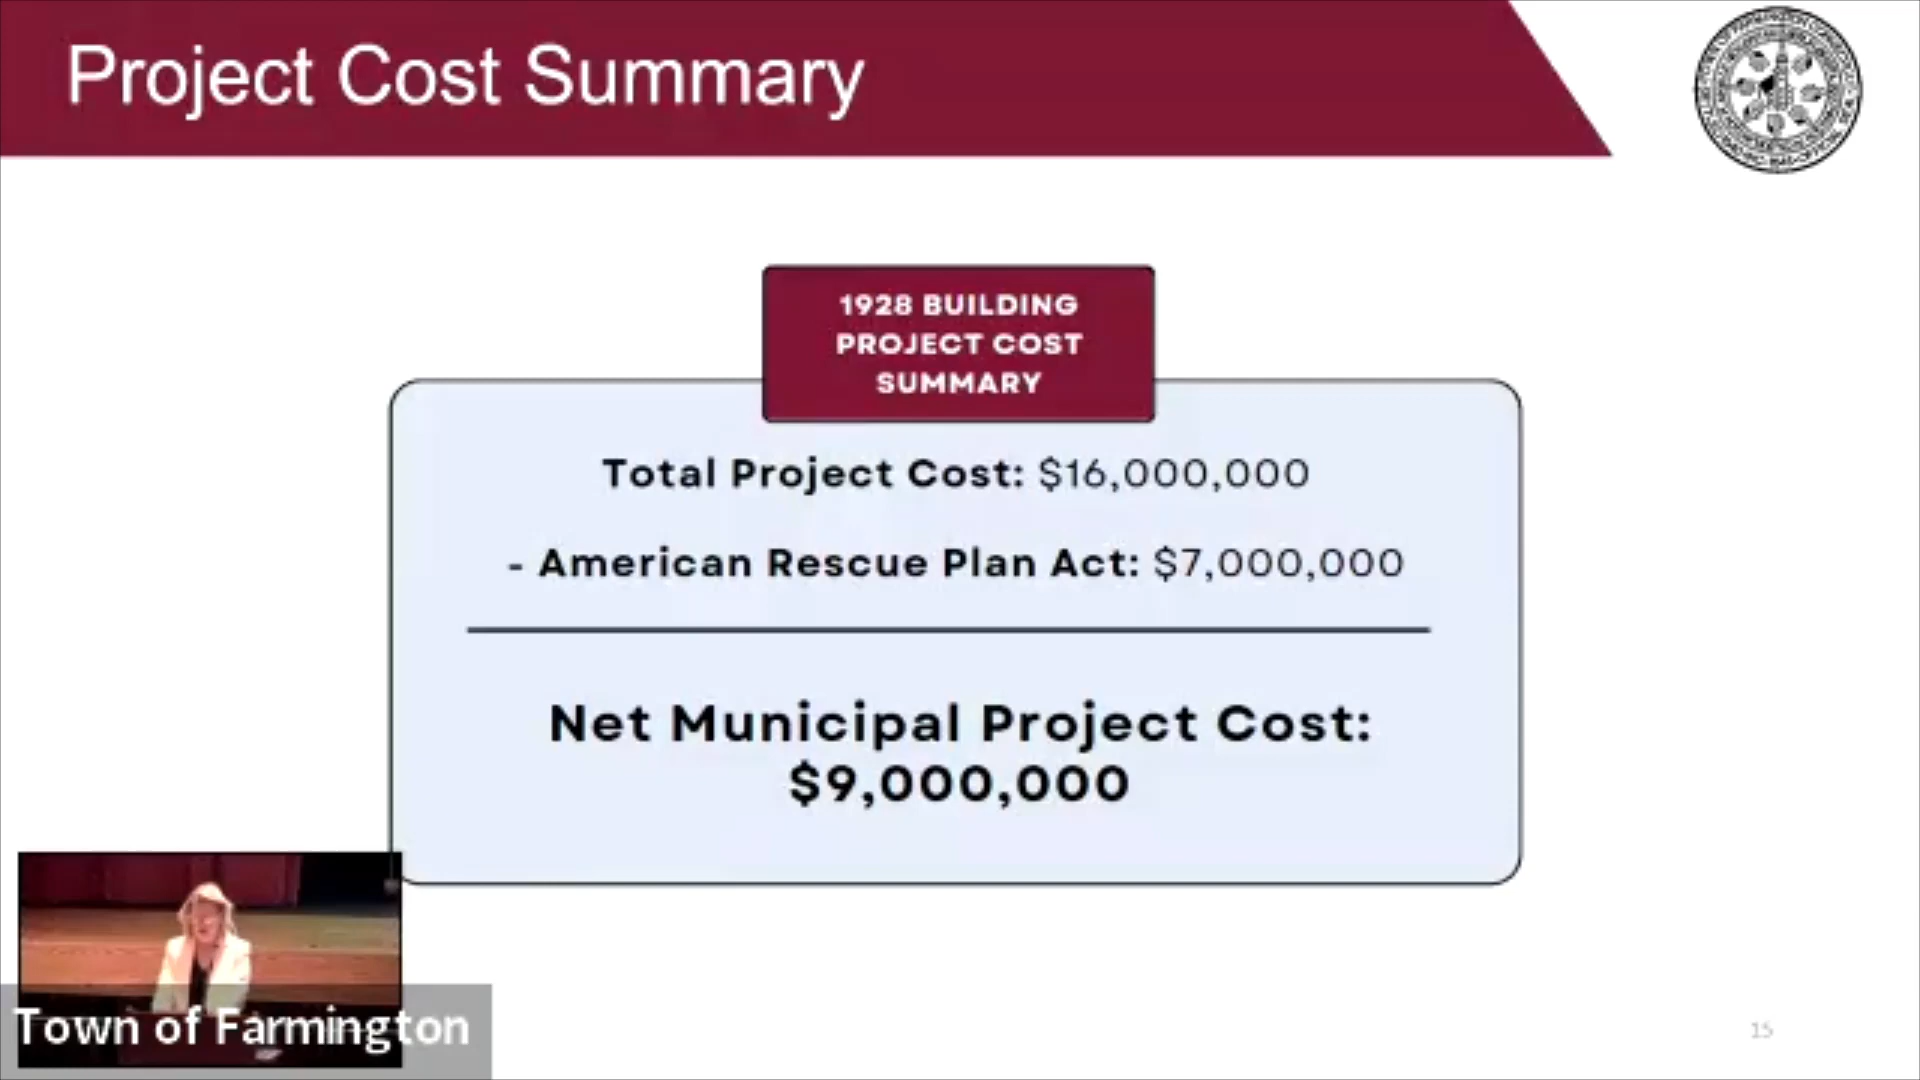 Project Cost Summary
1928 BUILDING
PROJECT COST
SUMMARY
Total Project Cost: $16,000,000
- American Rescue Plan Act: $7,000,000
Net Municipal Project Cost:
$9,000,000
Town of Farmington
15